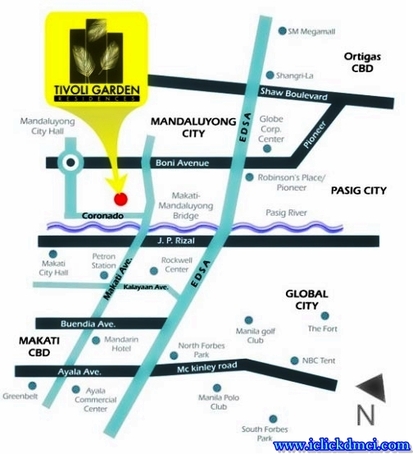 TIVOLI GARDEN
RESIDENCES
SM Megamall
Ortigas
CBD
Shangri-La
Shaw Boulevard
EDSA
Globe
Corp.
Center
Pioneer
Mandaluyong
City Hall
MANDALUYONG
CITY
Boni Avenue
Robinson's Place/
Pioneer
PASIG CITY
Makati-
Mandaluyong
Bridge
Pasig River
Coronado
J. P. Rizal
Makati
City Hall
Petron
Station
Makati Ave.
Rockwell
Center
EDSA
Kalayaan Ave.
GLOBAL
CITY
Buendia Ave.
Manila golf
Club
The Fort
MAKATI
CBD
Mandarin
Hotel
North Forbes
Park
NBC Tent
Ayala Ave.
Mc kinley road
Greenbelt
Ayala
Commercial
Center
Manila Polo
Club
South Forbes
Park
N
www.iclickdmci.com